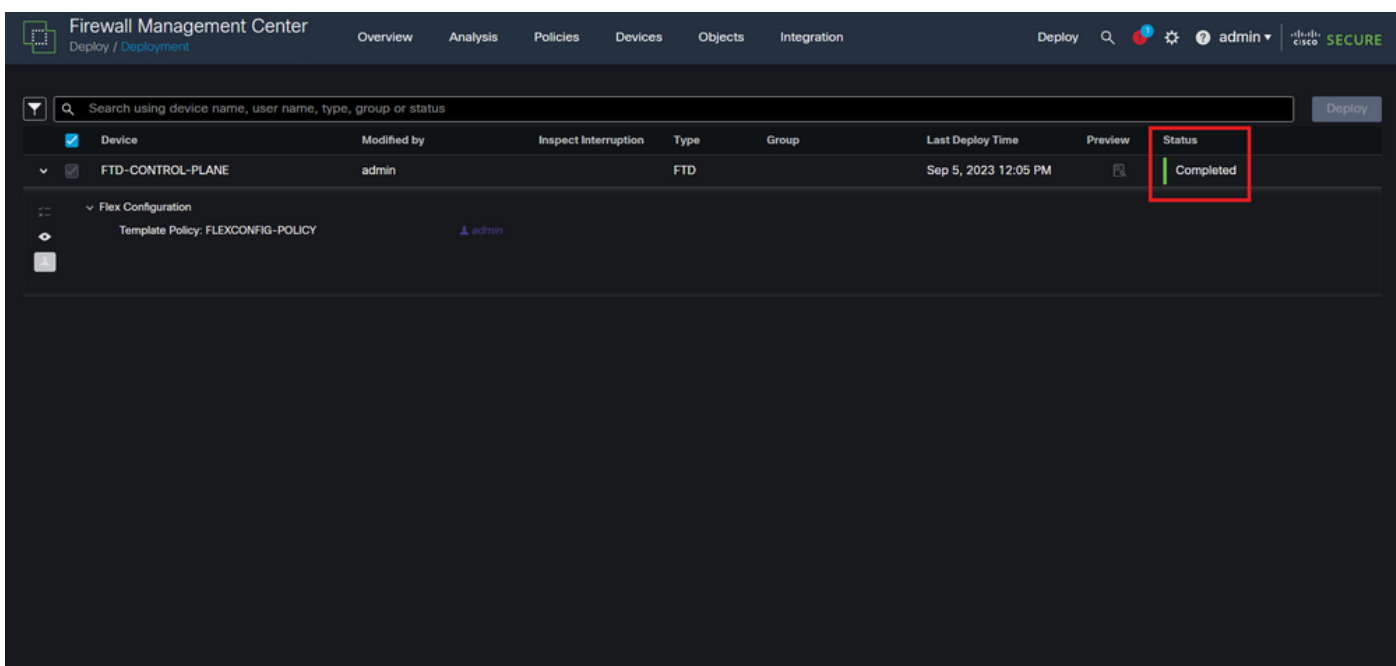 Firewall Management Center
Deploy / Deployment
Overview Analysis Policies Devices Objects Integration Deploy 1 admin cisco SECURE
Search using device name, user name, type, group or status Deploy
Device Modified by Inspect Interruption Type Group Last Deploy Time Preview Status
FTD-CONTROL-PLANE admin FTD Sep 5, 2023 12:05 PM Completed
Flex Configuration
Template Policy: FLEXCONFIG-POLICY admin